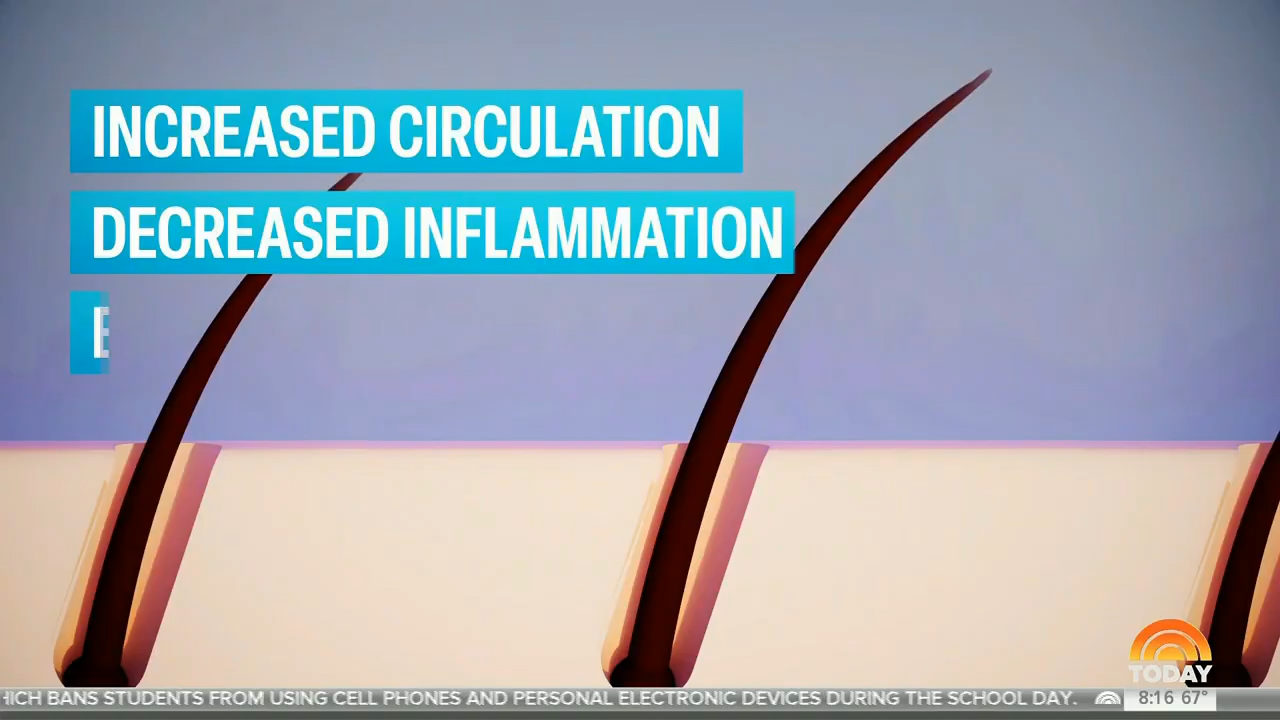 INCREASED CIRCULATION
DECREASED INFLAMMATION
TODAY
BANS STUDENTS FROM USING CELL PHONES AND PERSONAL ELECTRONIC DEVICES DURING THE SCHOOL DAY.
8:16 67°